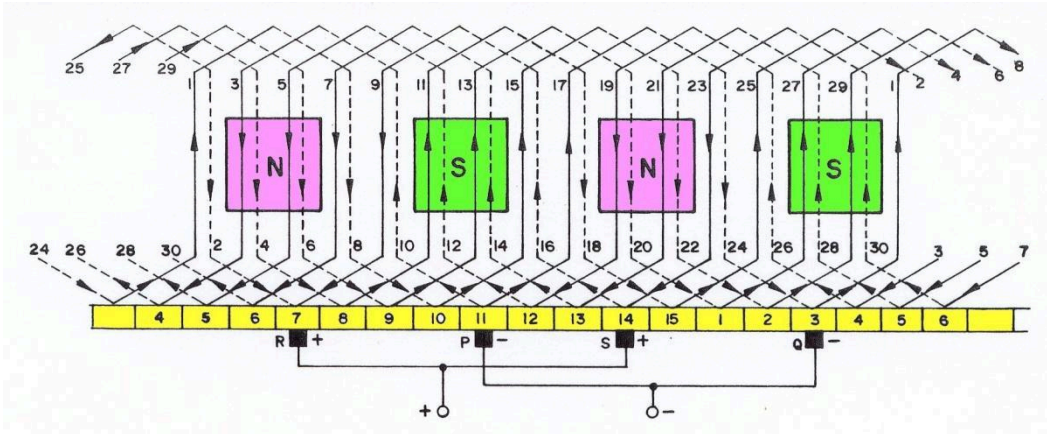 25 27 29 1 3 5 7 9 11 13 15 17 19 21 23 25 27 29 1 2 4 6 8
N S N S
24 26 28 30 2 4 6 8 10 12 14 16 18 20 22 24 26 28 30 3 5 7
4 5 6 7 8 9 10 11 12 13 14 15 1 2 3 4 5 6
R + P - S + Q -
+ -